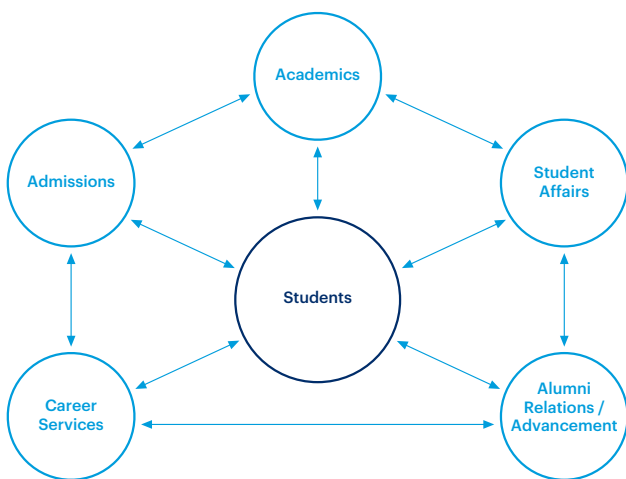 Academics
Admissions
Student
Affairs
Students
Career
Services
Alumni
Relations /
Advancement